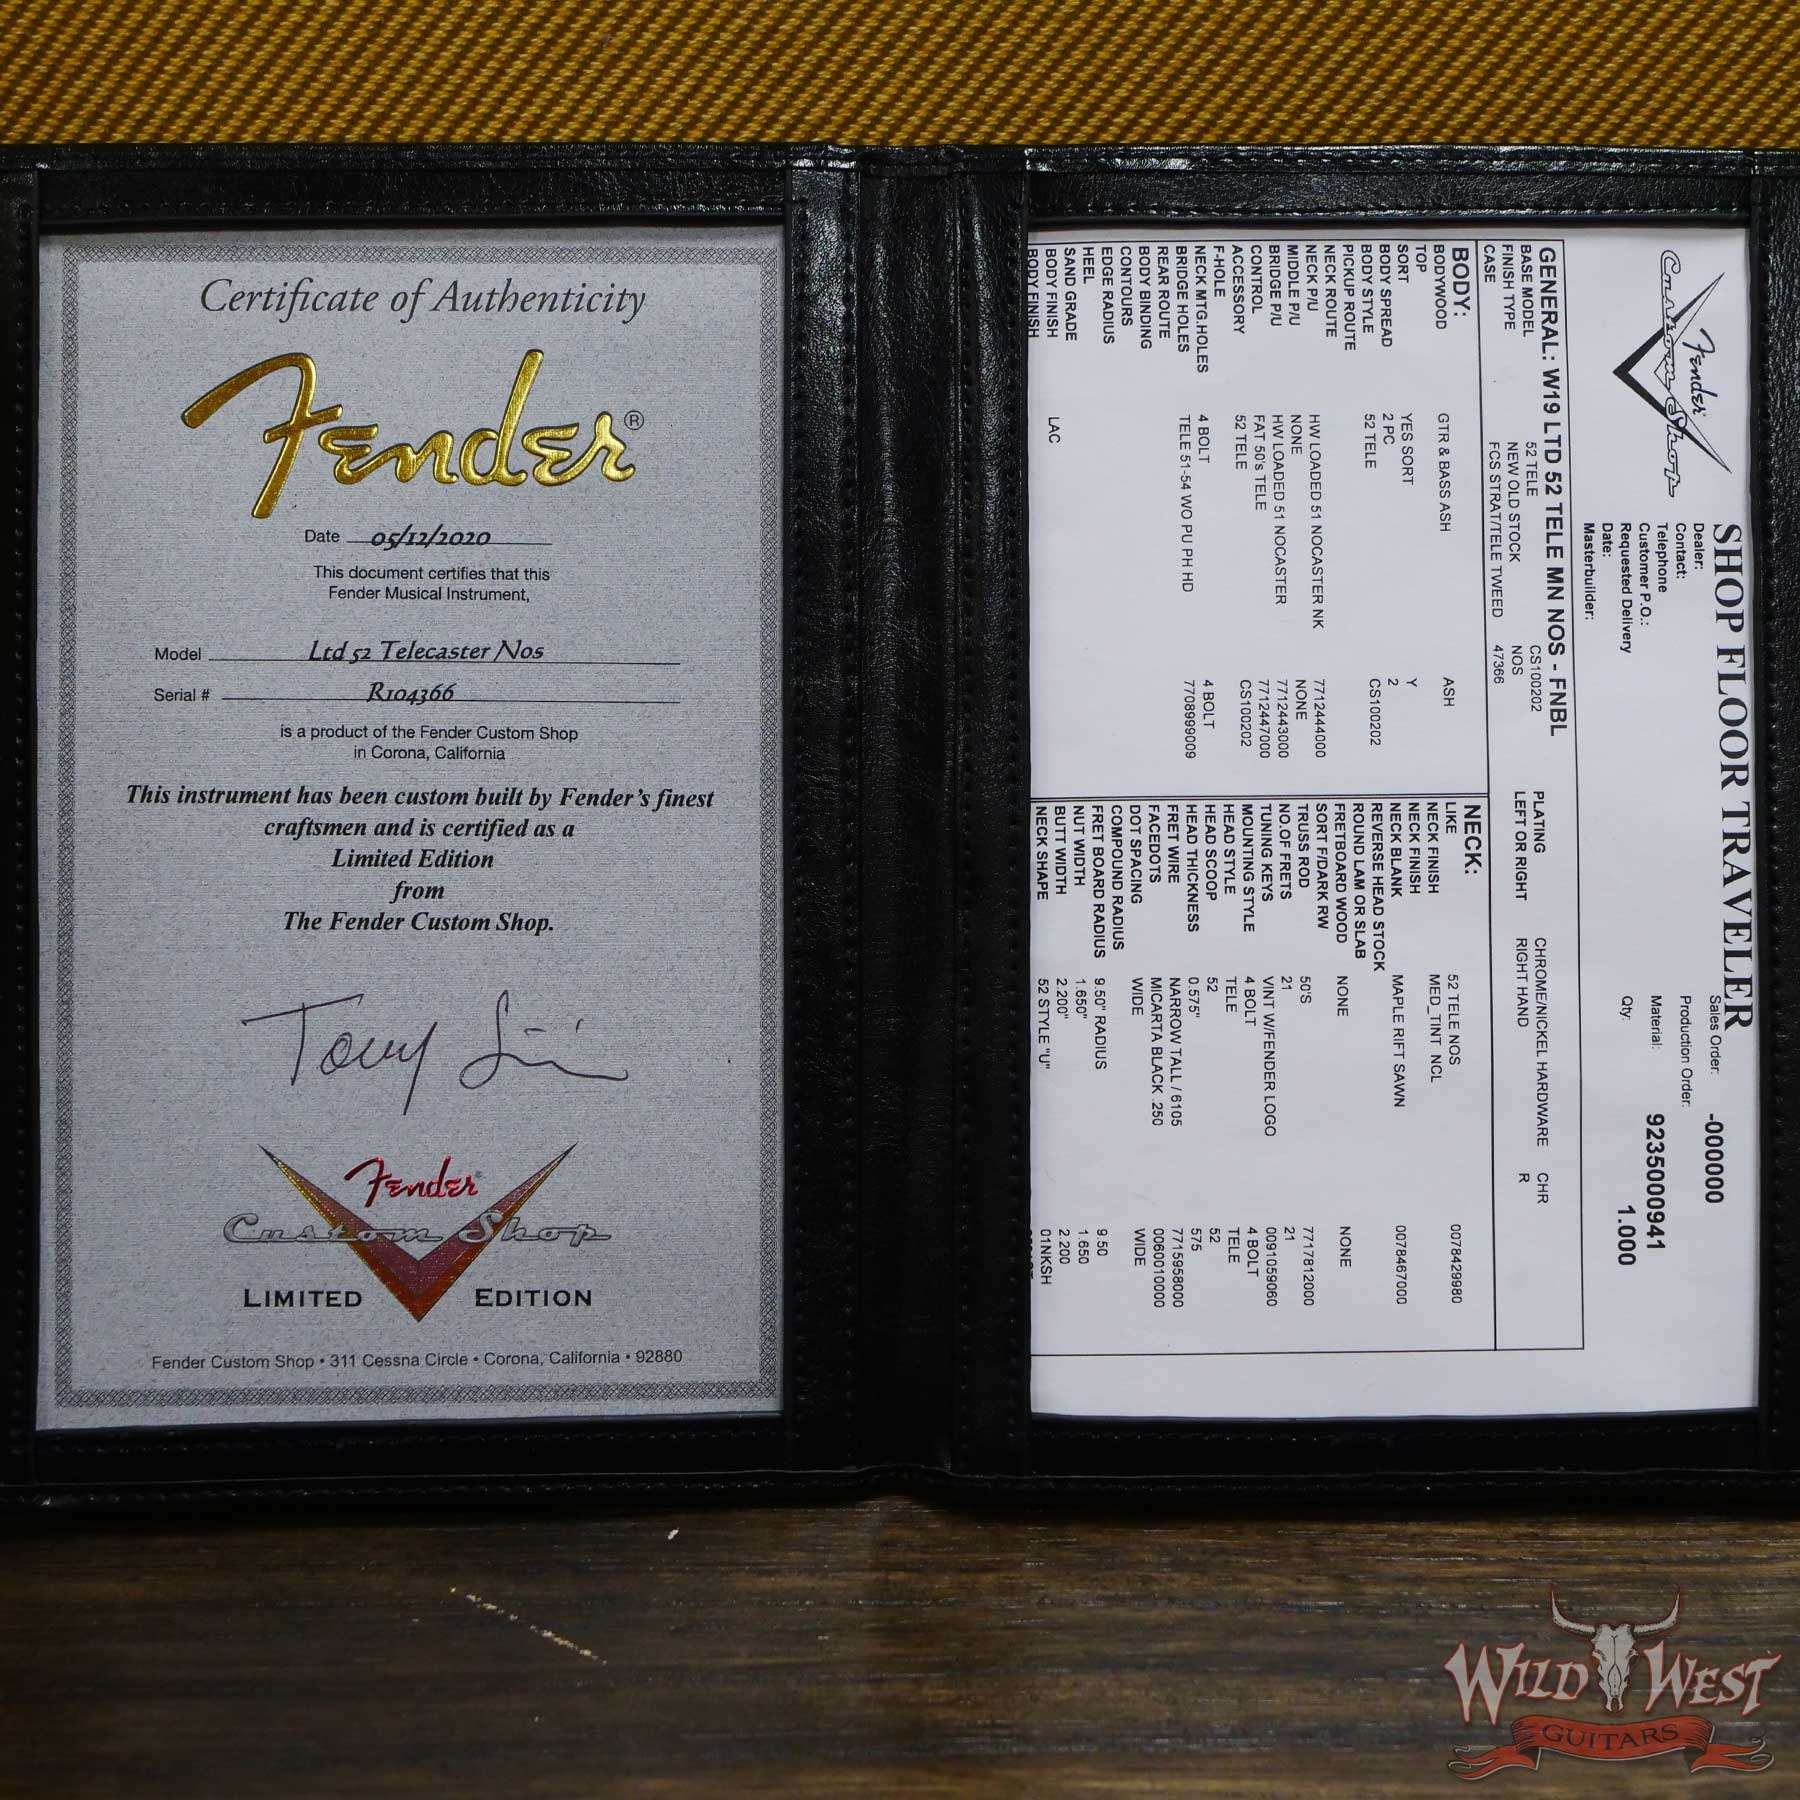 Certificate of Authenticity
Fender®
Date 05/12/2020
This document certifies that this
Fender Musical Instrument,
Model Ltd 52 Telecaster Nos
Serial # R104366
is a product of the Fender Custom Shop
in Corona, California
This instrument has been custom built by Fender's finest
craftsmen and is certified as a
Limited Edition
from
The Fender Custom Shop.
Fender
Custom Shop
LIMITED EDITION
Fender Custom Shop • 311 Cessna Circle • Corona, California • 92880
Fender
Custom Shop
SHOP FLOOR TRAVELER
Dealer:
Contact:
Telephone
Customer P.O.:
Requested Delivery
Date:
Masterbuilder:
Sales Order: -000000
Production Order:
Material: 92350000941
Qty: 1.000
GENERAL: W19 LTD 52 TELE MN NOS - FNBL
BASE MODEL 52 TELE CS100202 PLATING CHROME/NICKEL HARDWARE CHR
FINISH TYPE NEW OLD STOCK NOS LEFT OR RIGHT RIGHT HAND R
CASE FCS STRAT/TELE TWEED 47366
BODY:
BODYWOOD GTR & BASS ASH ASH
TOP
SORT YES SORT Y
BODY SPREAD 2 PC 2
BODY STYLE 52 TELE CS100202
PICKUP ROUTE
NECK ROUTE
NECK P/U HW LOADED 51 NOCASTER NK 7712444000
MIDDLE P/U NONE NONE
BRIDGE P/U HW LOADED 51 NOCASTER 7712443000
CONTROL FAT 50's TELE 7712447000
ACCESSORY 52 TELE CS100202
F-HOLE
NECK MTG.HOLES 4 BOLT 4 BOLT
BRIDGE HOLES TELE 51-54 WO PU PH HD 7708999009
REAR ROUTE
BODY BINDING
CONTOURS
EDGE RADIUS
HEEL
SAND GRADE
BODY FINISH LAC
BODY FINISH
NECK:
LIKE 52 TELE NOS 0078429980
NECK FINISH MED_TINT NCL
NECK FINISH
NECK BLANK MAPLE RIFT SAWN 0078467000
REVERSE HEAD STOCK
ROUND LAM OR SLAB
FRETBOARD WOOD NONE NONE
SORT F/DARK RW
TRUSS ROD 50'S 7717812000
NO.OF FRETS 21 21
TUNING KEYS VINT W/FENDER LOGO 0091059060
MOUNTING STYLE 4 BOLT 4 BOLT
HEAD STYLE TELE TELE
HEAD SCOOP 52 52
HEAD THICKNESS 0.575" 575
FRET WIRE NARROW TALL / 6105 7715958000
FACEDOTS MICARTA BLACK .250 0060010000
DOT SPACING WIDE WIDE
COMPOUND RADIUS
FRET BOARD RADIUS 9.50" RADIUS 9.50
NUT WIDTH 1.650" 1.650
BUTT WIDTH 2.200" 2.200
NECK SHAPE 52 STYLE "U" 01NKSH
WILD WEST
GUITARS